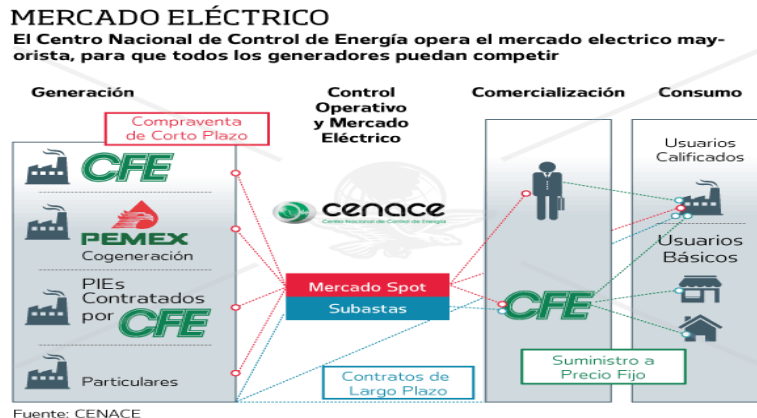 MERCADO ELÉCTRICO
El Centro Nacional de Control de Energía opera el mercado electrico may-
orista, para que todos los generadores puedan competir
Generación
Control
Operativo
y Mercado
Eléctrico
Comercialización
Consumo
Compraventa
de Corto Plazo
CFE
PEMEX
Cogeneración
PIEs
Contratados
por CFE
Particulares
cenace
Centro Nacional de Control de Energía
Mercado Spot
Subastas
Contratos de
Largo Plazo
CFE
Suministro a
Precio Fijo
Usuarios
Calificados
Usuarios
Básicos
Fuente: CENACE